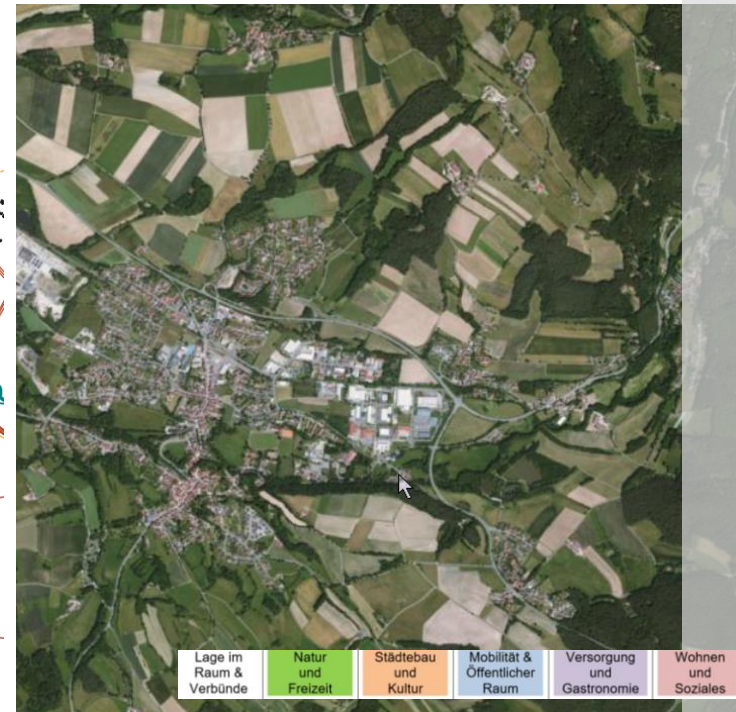 Lage im
Raum &
Verbünde
Natur
und
Freizeit
Städtebau
und
Kultur
Mobilität &
Öffentlicher
Raum
Versorgung
und
Gastronomie
Wohnen
und
Soziales